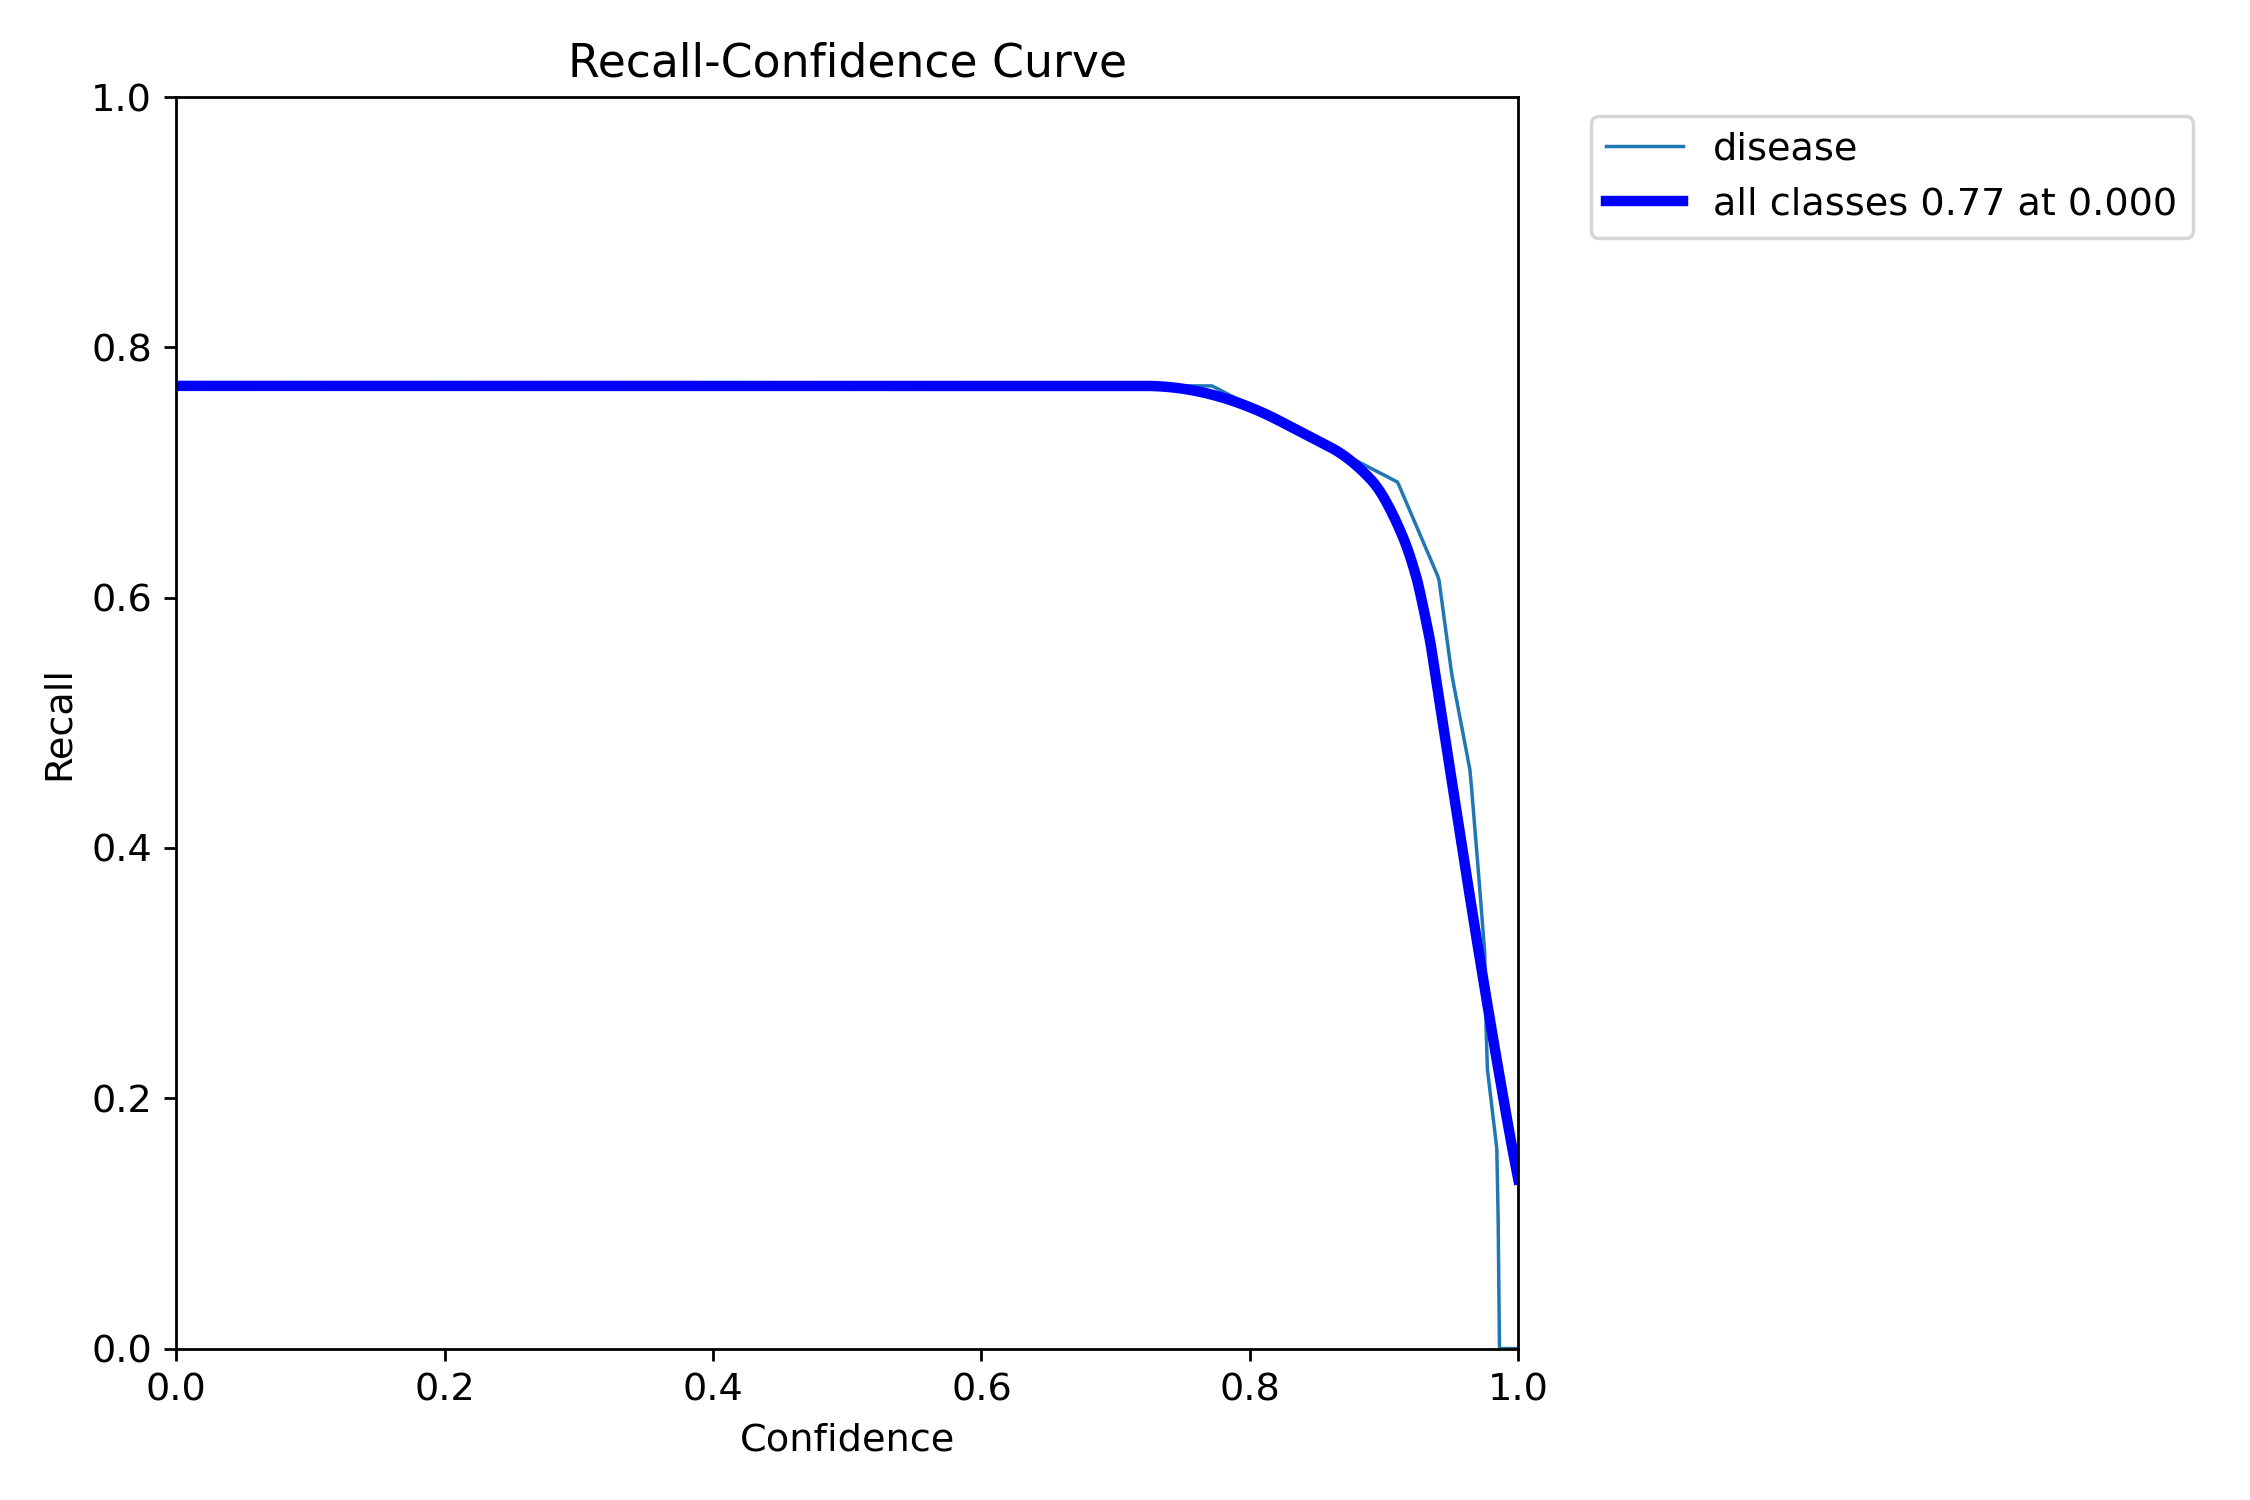 Recall-Confidence Curve
disease
all classes 0.77 at 0.000
1.0
0.8
0.6
0.4
0.2
0.0
Recall
0.0 0.2 0.4 0.6 0.8 1.0
Confidence